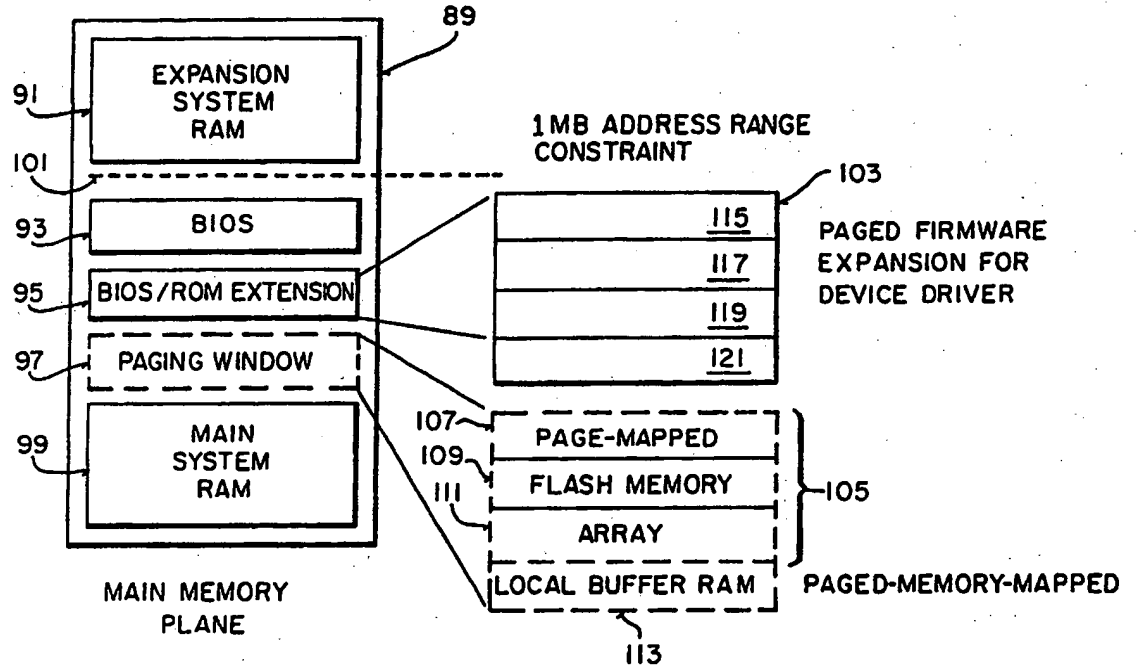 89
91
EXPANSION
SYSTEM
RAM
101
93
BIOS
95
BIOS/ROM EXTENSION
97
PAGING WINDOW
99
MAIN
SYSTEM
RAM
MAIN MEMORY
PLANE
1MB ADDRESS RANGE
CONSTRAINT
103
115
117
119
121
PAGED FIRMWARE
EXPANSION FOR
DEVICE DRIVER
107
PAGE-MAPPED
109
FLASH MEMORY
111
ARRAY
105
LOCAL BUFFER RAM
PAGED-MEMORY-MAPPED
113